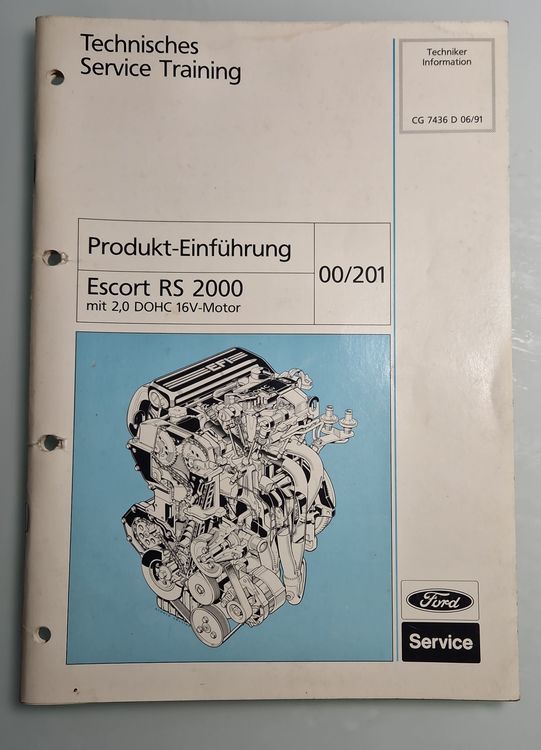 Technisches
Service Training
Techniker
Information
CG 7436 D 06/91
Produkt-Einführung
00/201
Escort RS 2000
mit 2,0 DOHC 16V-Motor
EFI
Ford
Service